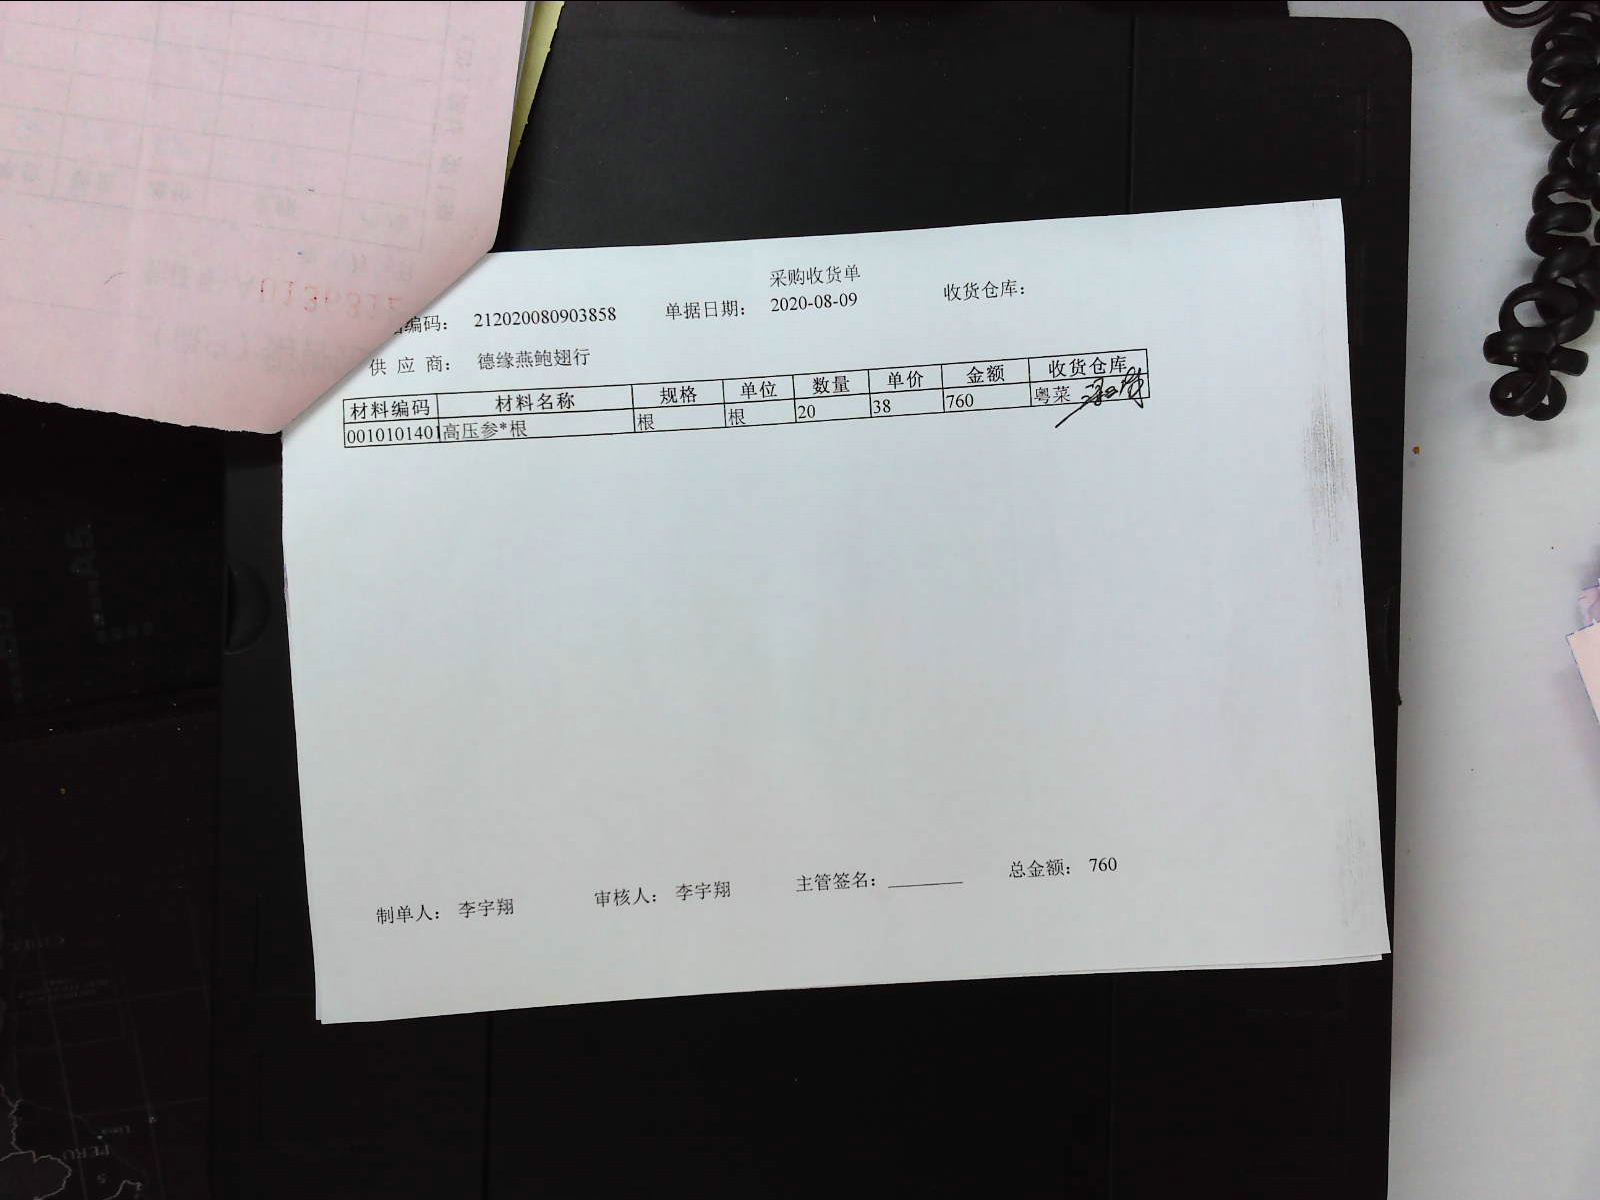 采购收货单
编码： 212020080903858 单据日期： 2020-08-09 收货仓库：
供 应 商： 德缘燕鲍翅行
材料编码 材料名称 规格 单位 数量 单价 金额 收货仓库
0010101401 高压参*根 根 根 20 38 760 粤菜
制单人： 李宇翔 审核人： 李宇翔 主管签名： 总金额： 760
PERU